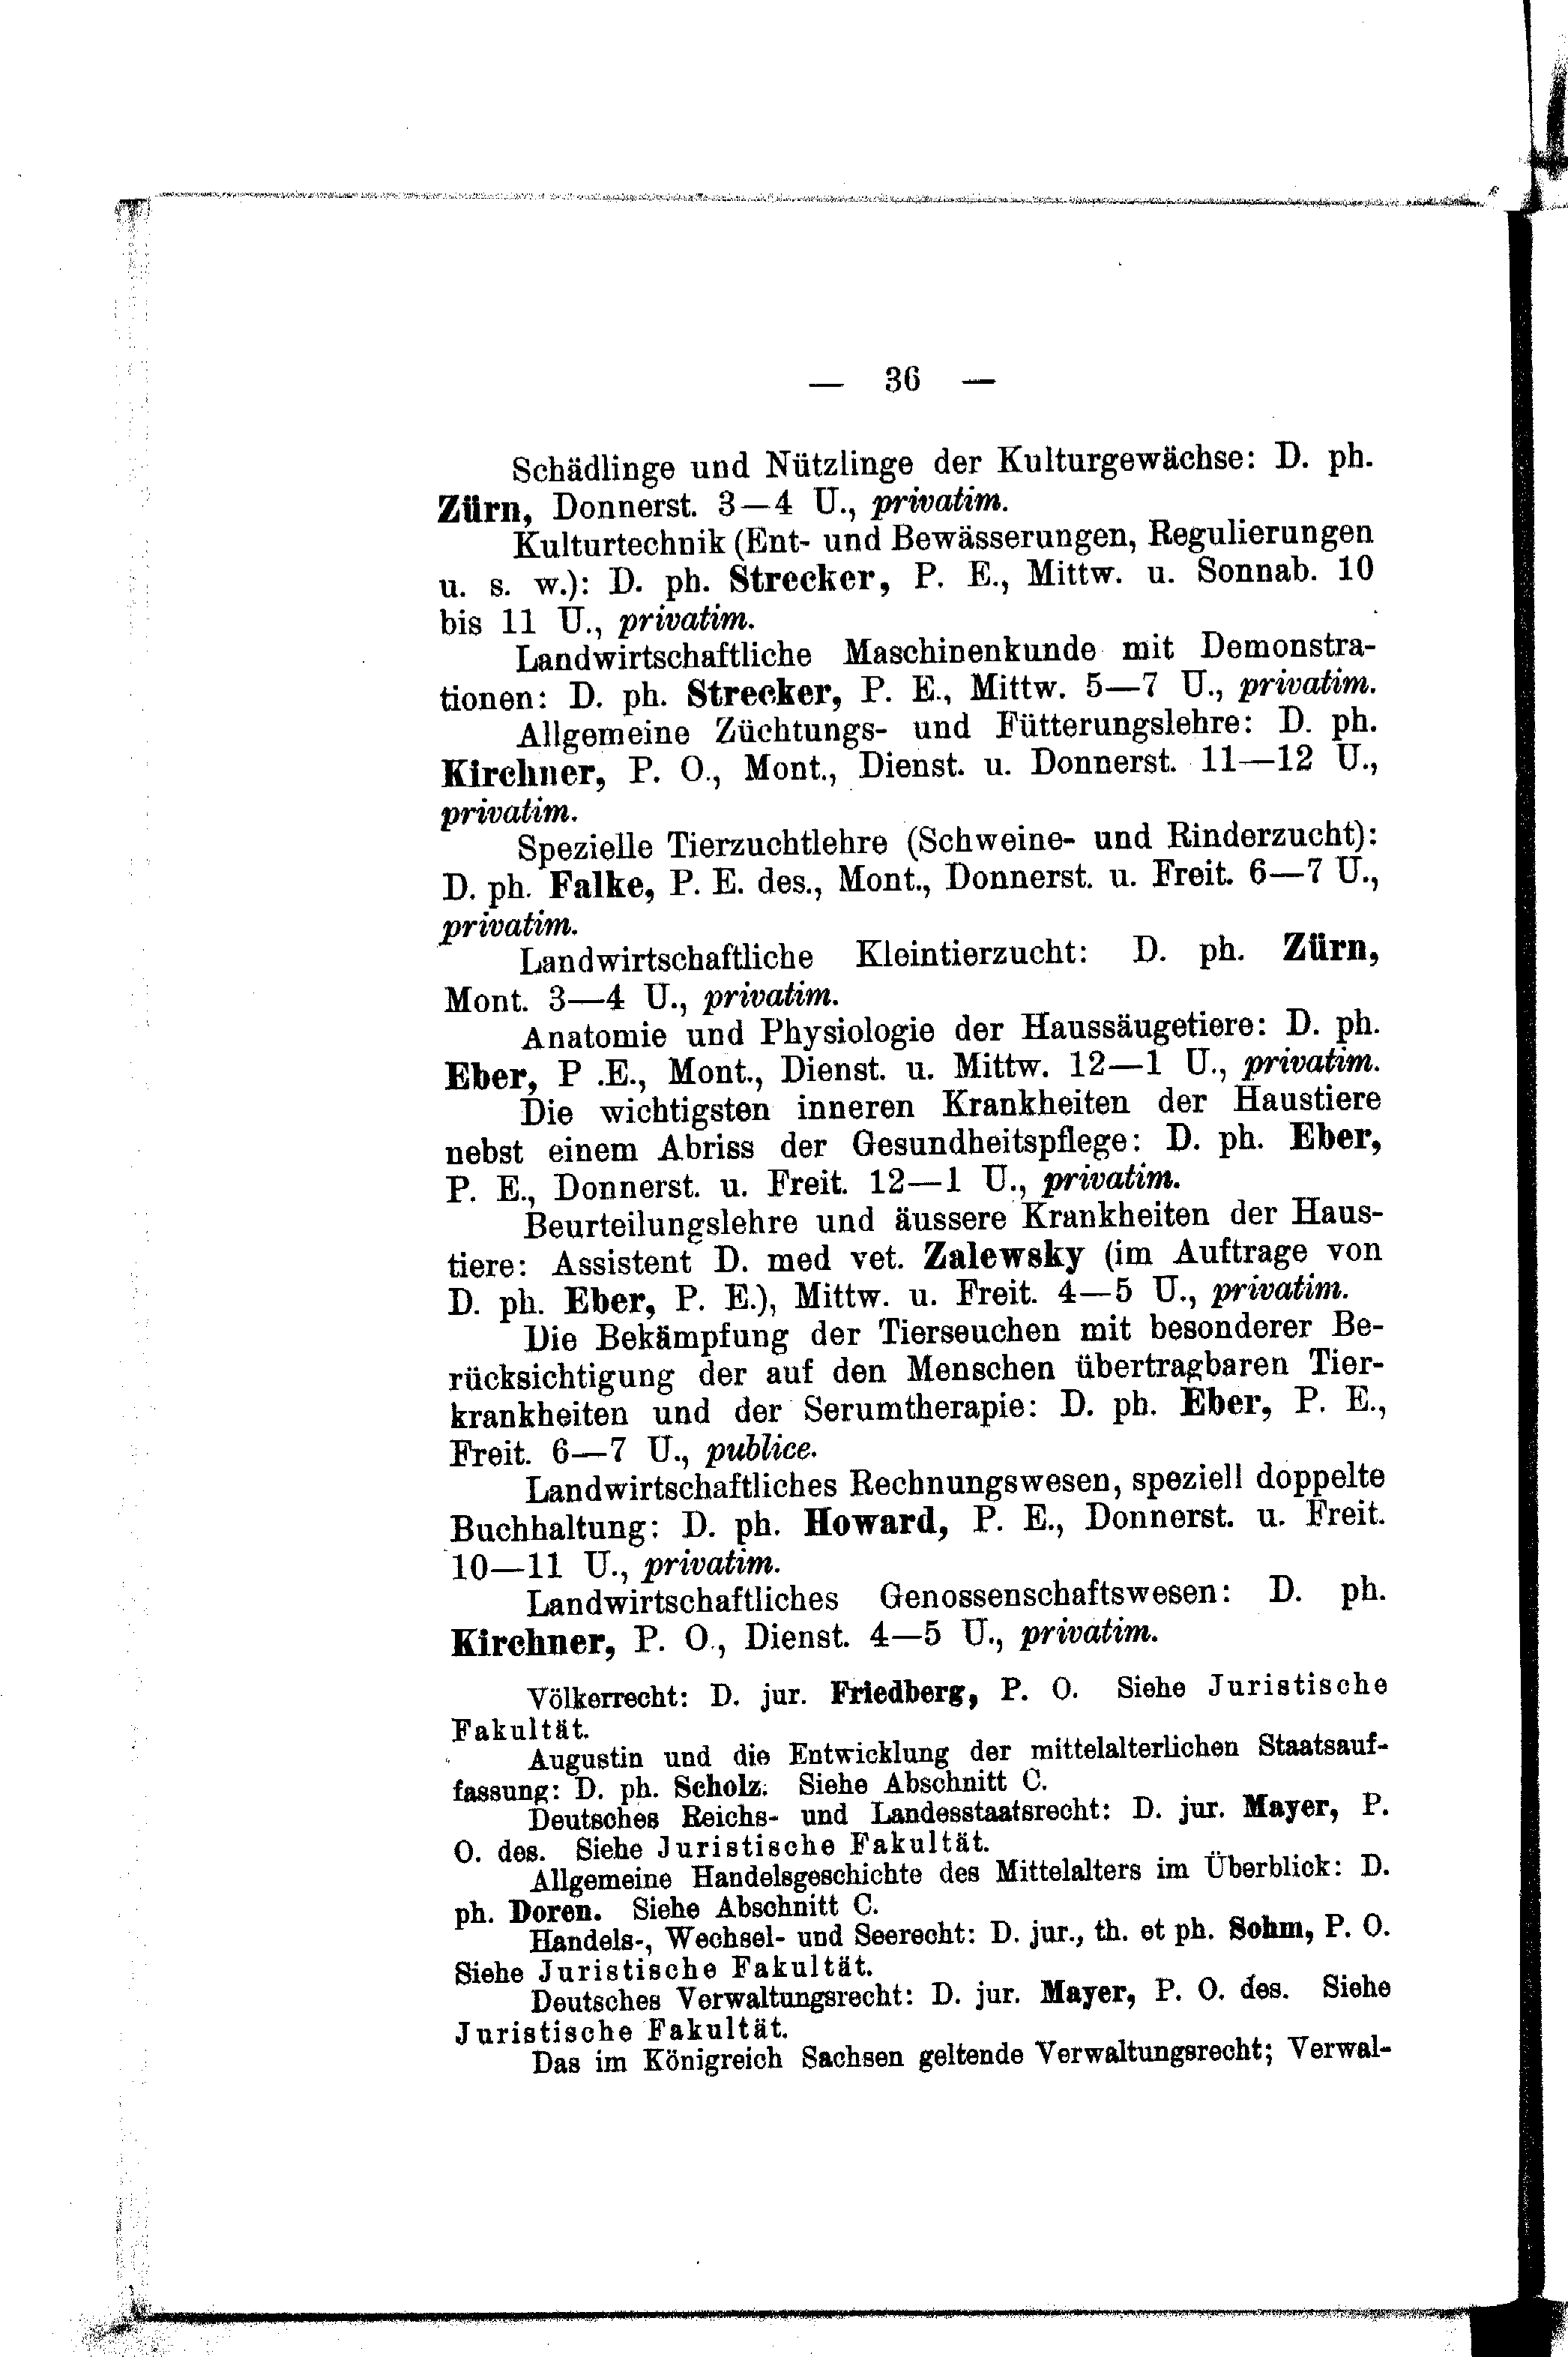 — 36 —
Schädlinge und Nützlinge der Kulturgewächse: D. ph.
Zürn, Donnerst. 3—4 U., privatim.
Kulturtechnik (Ent- und Bewässerungen, Regulierungen
u. s. w.): D. ph. Strecker, P. E., Mittw. u. Sonnab. 10
bis 11 U., privatim.
Landwirtschaftliche Maschinenkunde mit Demonstra-
tionen: D. ph. Strecker, P. E., Mittw. 5—7 U., privatim.
Allgemeine Züchtungs- und Fütterungslehre: D. ph.
Kirchner, P. O., Mont., Dienst. u. Donnerst. 11—12 U.,
privatim.
Spezielle Tierzuchtlehre (Schweine- und Rinderzucht):
D. ph. Falke, P. E. des., Mont., Donnerst. u. Freit. 6—7 U.,
privatim.
Landwirtschaftliche Kleintierzucht: D. ph. Zürn,
Mont. 3—4 U., privatim.
Anatomie und Physiologie der Haussäugetiere: D. ph.
Eber, P .E., Mont., Dienst. u. Mittw. 12—1 U., privatim.
Die wichtigsten inneren Krankheiten der Haustiere
nebst einem Abriss der Gesundheitspflege: D. ph. Eber,
P. E., Donnerst. u. Freit. 12—1 U., privatim.
Beurteilungslehre und äussere Krankheiten der Haus-
tiere: Assistent D. med vet. Zalewsky (im Auftrage von
D. ph. Eber, P. E.), Mittw. u. Freit. 4—5 U., privatim.
Die Bekämpfung der Tierseuchen mit besonderer Be-
rücksichtigung der auf den Menschen übertragbaren Tier-
krankheiten und der Serumtherapie: D. ph. Eber, P. E.,
Freit. 6—7 U., publice.
Landwirtschaftliches Rechnungswesen, speziell doppelte
Buchhaltung: D. ph. Howard, P. E., Donnerst. u. Freit.
10—11 U., privatim.
Landwirtschaftliches Genossenschaftswesen: D. ph.
Kirchner, P. O., Dienst. 4—5 U., privatim.
Völkerrecht: D. jur. Friedberg, P. O. Siehe Juristische
Fakultät.
Augustin und die Entwicklung der mittelalterlichen Staatsauf-
fassung: D. ph. Scholz. Siehe Abschnitt C.
Deutsches Reichs- und Landesstaatsrecht: D. jur. Mayer, P.
O. des. Siehe Juristische Fakultät.
Allgemeine Handelsgeschichte des Mittelalters im Überblick: D.
ph. Doren. Siehe Abschnitt C.
Handels-, Wechsel- und Seerecht: D. jur., th. et ph. Sohm, P. O.
Siehe Juristische Fakultät.
Deutsches Verwaltungsrecht: D. jur. Mayer, P. O. des. Siehe
Juristische Fakultät.
Das im Königreich Sachsen geltende Verwaltungsrecht; Verwal-